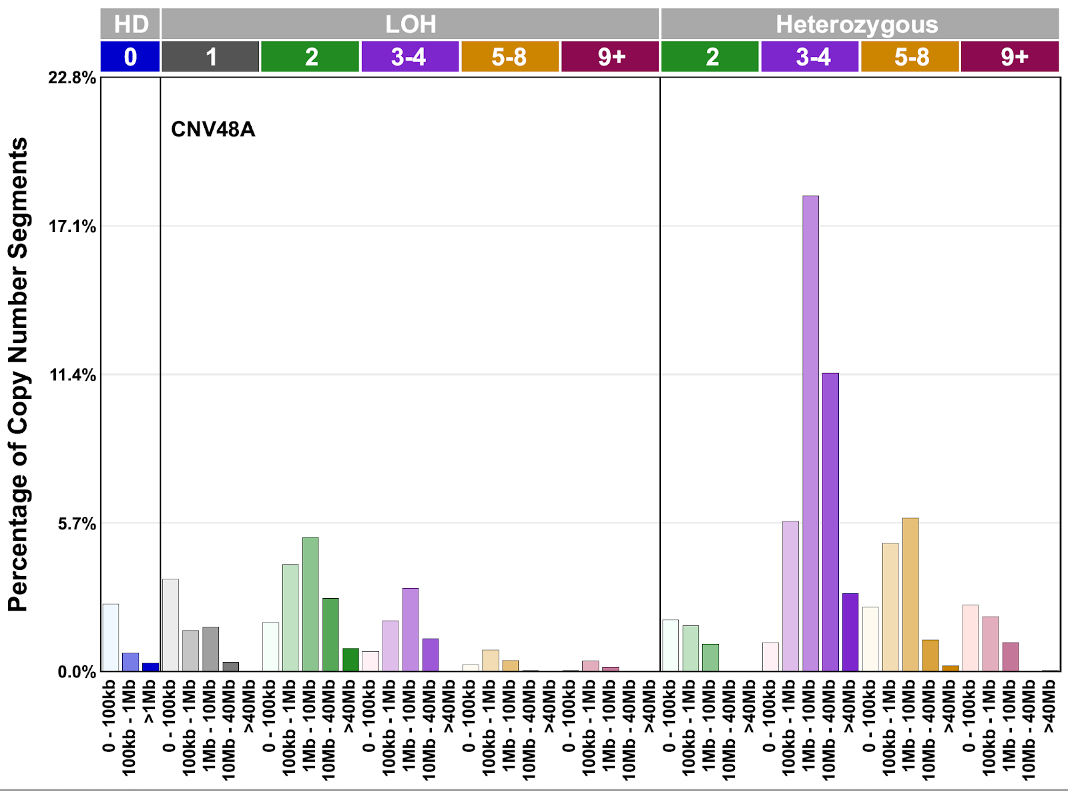 HD LOH Heterozygous
0 1 2 3-4 5-8 9+ 2 3-4 5-8 9+
22.8%
CNV48A
17.1%
11.4%
5.7%
0.0%
Percentage of Copy Number Segments
0 - 100kb
100kb - 1Mb
>1Mb
0 - 100kb
100kb - 1Mb
1Mb - 10Mb
10Mb - 40Mb
>40Mb
0 - 100kb
100kb - 1Mb
1Mb - 10Mb
10Mb - 40Mb
>40Mb
0 - 100kb
100kb - 1Mb
1Mb - 10Mb
10Mb - 40Mb
>40Mb
0 - 100kb
100kb - 1Mb
1Mb - 10Mb
10Mb - 40Mb
>40Mb
0 - 100kb
100kb - 1Mb
1Mb - 10Mb
10Mb - 40Mb
>40Mb
0 - 100kb
100kb - 1Mb
1Mb - 10Mb
10Mb - 40Mb
>40Mb
0 - 100kb
100kb - 1Mb
1Mb - 10Mb
10Mb - 40Mb
>40Mb
0 - 100kb
100kb - 1Mb
1Mb - 10Mb
10Mb - 40Mb
>40Mb
0 - 100kb
100kb - 1Mb
1Mb - 10Mb
10Mb - 40Mb
>40Mb